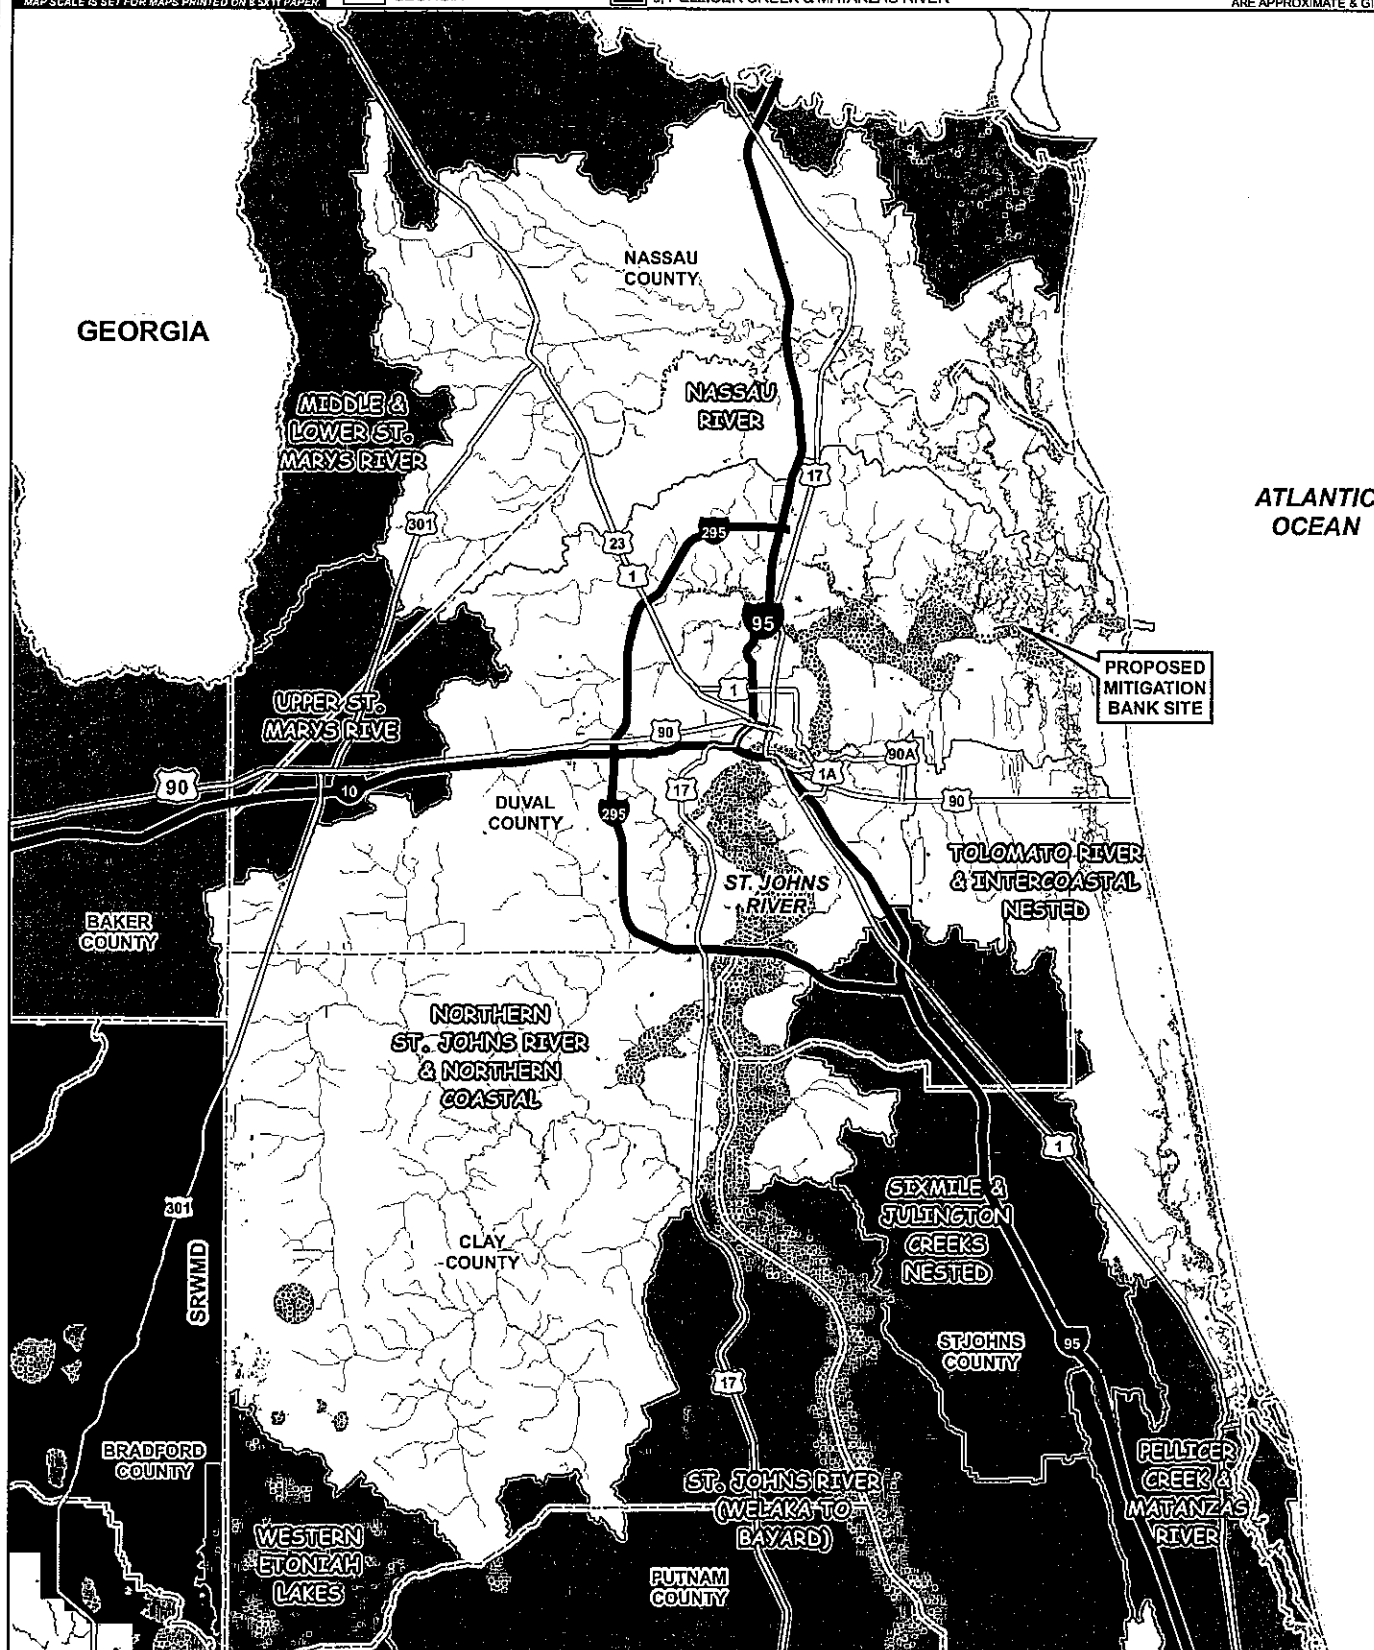 MAP SCALE IS SET FOR MAPS PRINTED ON 8.5X11 PAPER.
GEORGIA
PELLICER CREEK & MATANZAS RIVER
ARE APPROXIMATE &
NASSAU
COUNTY
GEORGIA
MIDDLE &
LOWER ST.
MARYS RIVER
NASSAU
RIVER
17
ATLANTIC
OCEAN
301
23
295
1
95
PROPOSED
MITIGATION
BANK SITE
UPPER ST.
MARYS RIVE
1
90
90A
90
10
17
1A
90
DUVAL
COUNTY
295
TOLOMATO RIVER
& INTERCOASTAL
NESTED
ST. JOHNS
RIVER
BAKER
COUNTY
NORTHERN
ST. JOHNS RIVER
& NORTHERN
COASTAL
1
SIXMILE &
JULINGTON
CREEKS
NESTED
301
CLAY
COUNTY
SRWMD
STJOHNS
COUNTY
95
17
BRADFORD
COUNTY
PELLICER
CREEK &
MATANZAS
RIVER
ST. JOHNS RIVER
(WELAKA TO
BAYARD)
WESTERN
ETONIAH
LAKES
PUTNAM
COUNTY